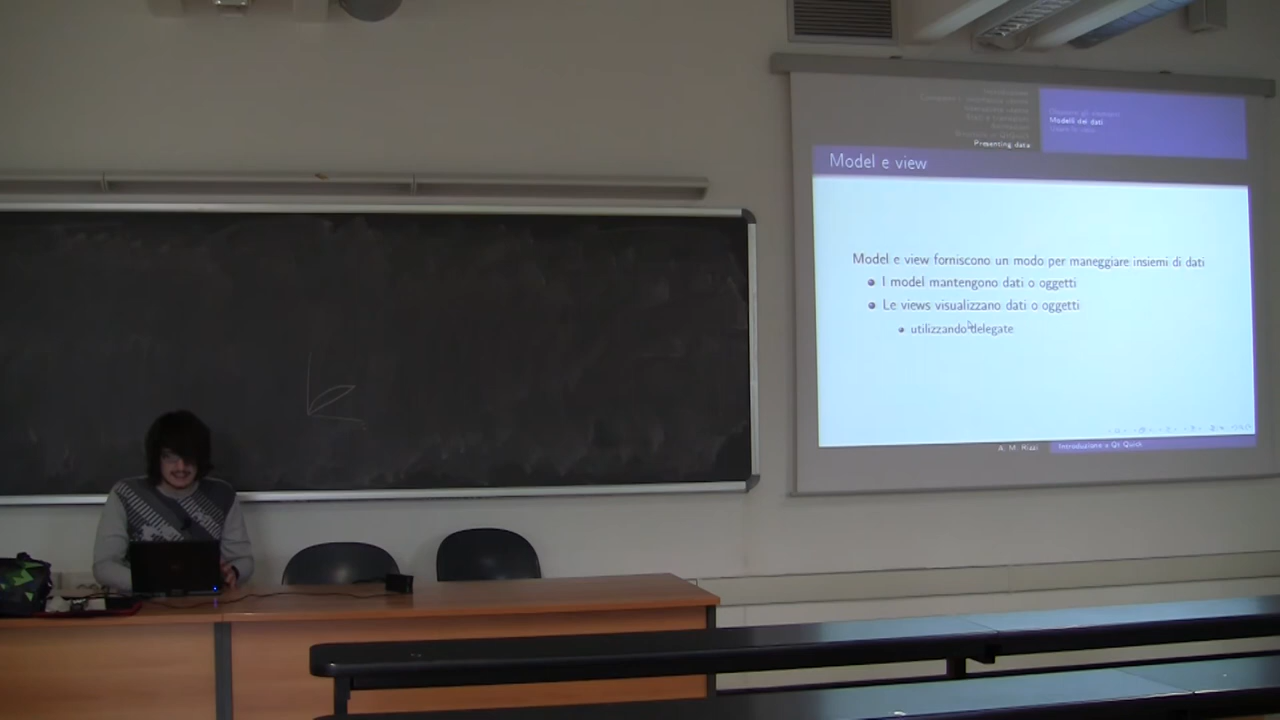 Presenting data
Modelli dei dati
Model e view
Model e view forniscono un modo per maneggiare insiemi di dati
I model mantengono dati o oggetti
Le views visualizzano dati o oggetti
utilizzando delegate
A. M. Rizzi
Introduzione a Qt Quick